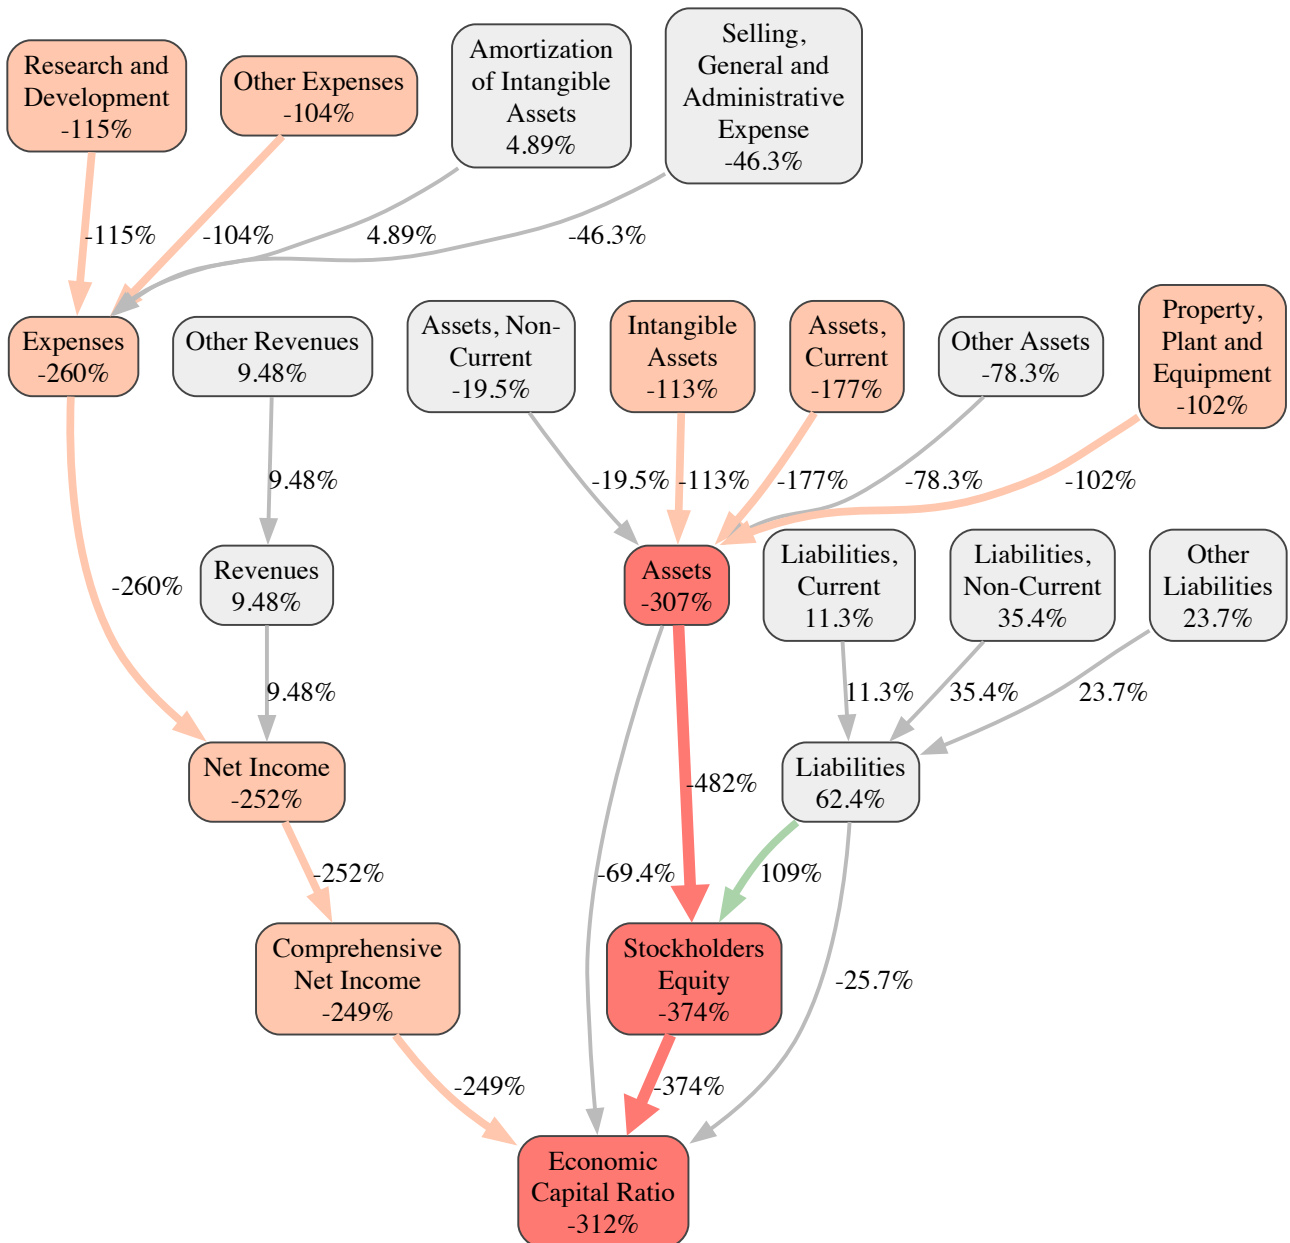 Research and
Development
-115%
Other Expenses
-104%
Amortization
of Intangible
Assets
4.89%
Selling,
General and
Administrative
Expense
-46.3%
-115%
-104%
4.89%
-46.3%
Expenses
-260%
Other Revenues
9.48%
Assets, Non-
Current
-19.5%
Intangible
Assets
-113%
Assets,
Current
-177%
Other Assets
-78.3%
Property,
Plant and
Equipment
-102%
9.48%
-19.5%
-113%
-177%
-78.3%
-102%
-260%
Revenues
9.48%
Assets
-307%
Liabilities,
Current
11.3%
Liabilities,
Non-Current
35.4%
Other
Liabilities
23.7%
9.48%
11.3%
35.4%
23.7%
Net Income
-252%
-482%
Liabilities
62.4%
-252%
-69.4%
109%
Comprehensive
Net Income
-249%
Stockholders
Equity
-374%
-25.7%
-249%
-374%
Economic
Capital Ratio
-312%